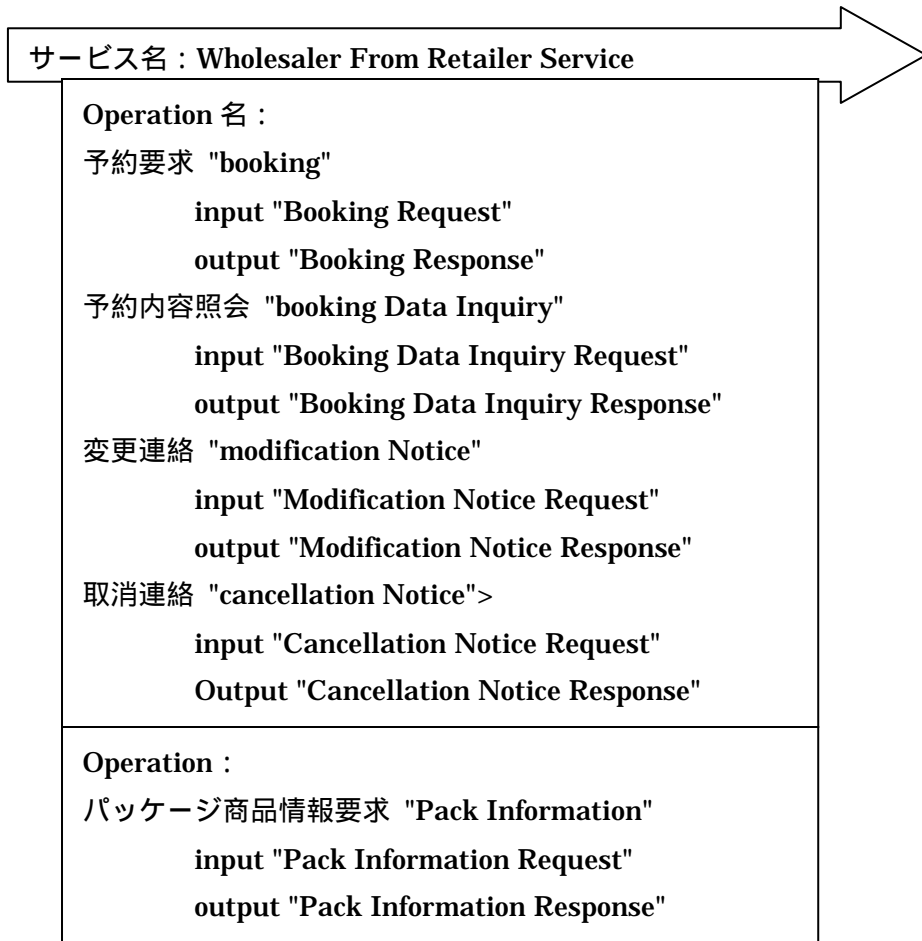 サービス名：Wholesaler From Retailer Service
Operation 名：
予約要求 "booking"
input "Booking Request"
output "Booking Response"
予約内容照会 "booking Data Inquiry"
input "Booking Data Inquiry Request"
output "Booking Data Inquiry Response"
変更連絡 "modification Notice"
input "Modification Notice Request"
output "Modification Notice Response"
取消連絡 "cancellation Notice">
input "Cancellation Notice Request"
Output "Cancellation Notice Response"
Operation：
パッケージ商品情報要求 "Pack Information"
input "Pack Information Request"
output "Pack Information Response"